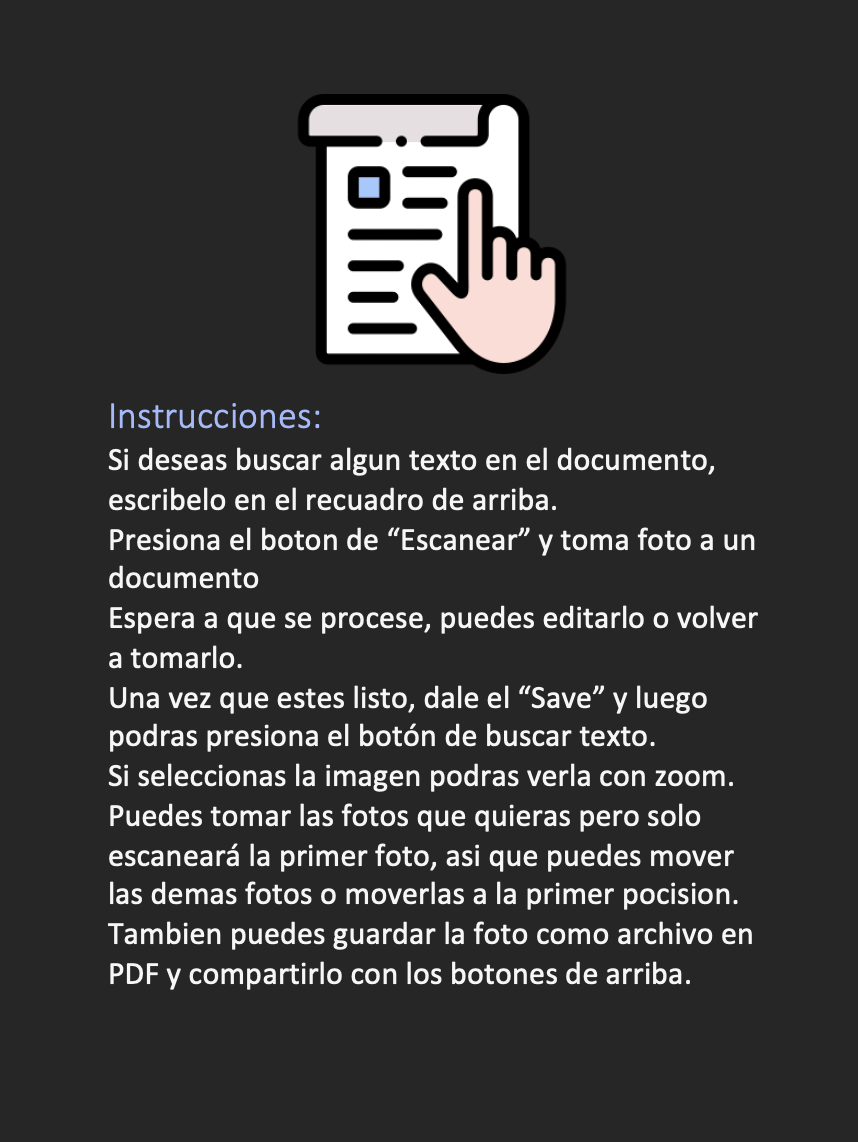 Instrucciones:
Si deseas buscar algun texto en el documento,
escribelo en el recuadro de arriba.
Presiona el boton de “Escanear” y toma foto a un
documento
Espera a que se procese, puedes editarlo o volver
a tomarlo.
Una vez que estes listo, dale el “Save” y luego
podras presiona el botón de buscar texto.
Si seleccionas la imagen podras verla con zoom.
Puedes tomar las fotos que quieras pero solo
escaneará la primer foto, asi que puedes mover
las demas fotos o moverlas a la primer pocision.
Tambien puedes guardar la foto como archivo en
PDF y compartirlo con los botones de arriba.